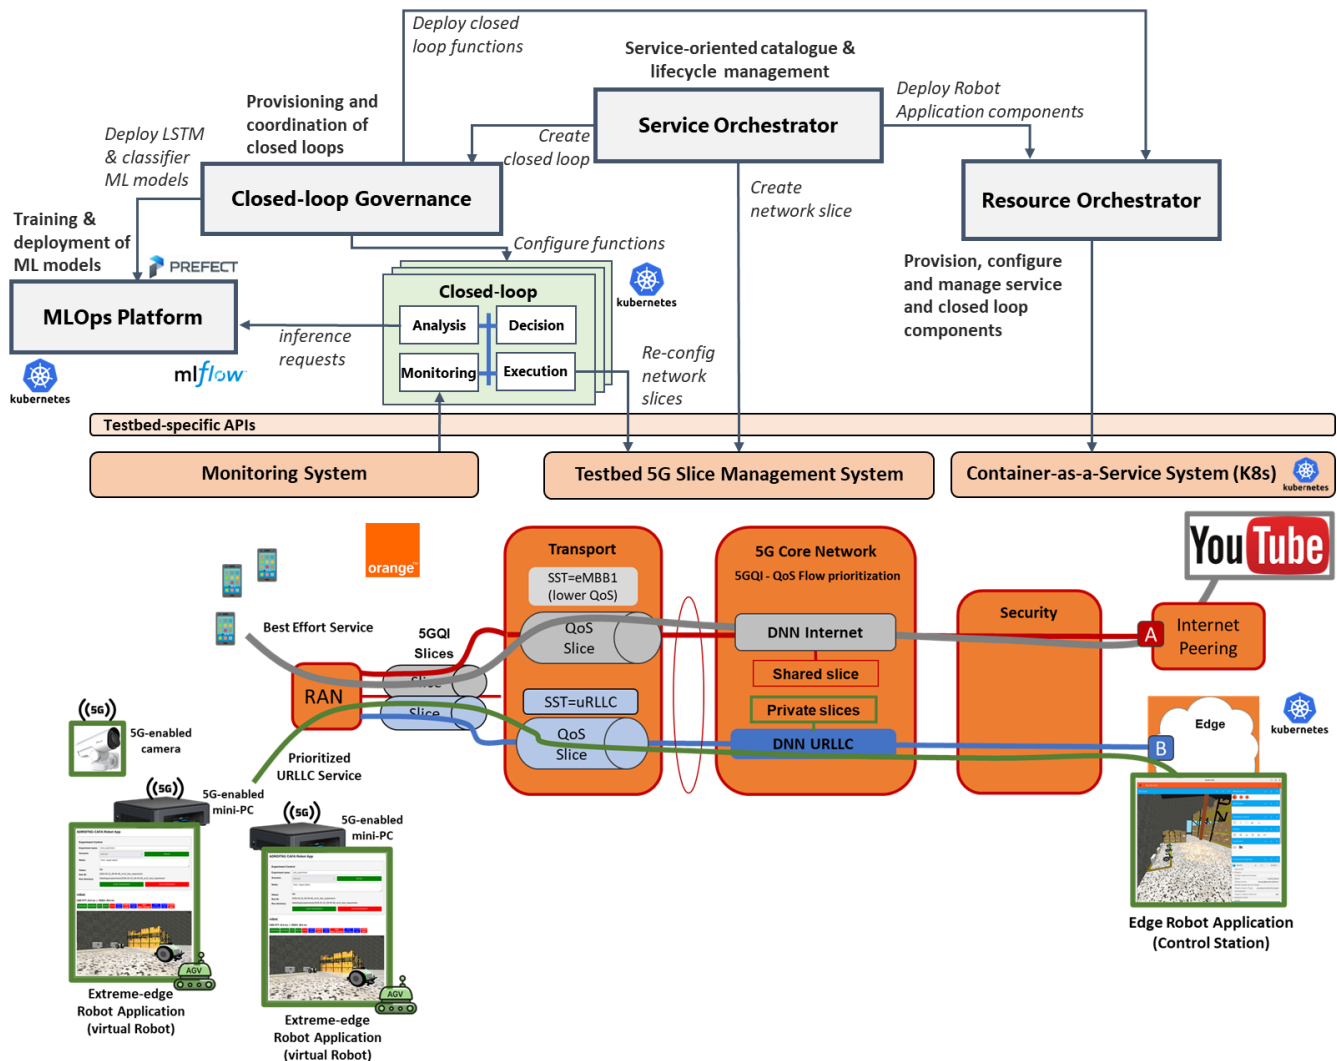 Deploy closed
loop functions
Service-oriented catalogue &
lifecycle management
Deploy Robot
Application components
Provisioning and
coordination of
closed loops
Service Orchestrator
Create
closed loop
Deploy LSTM
& classifier
ML models
Closed-loop Governance
Create
network slice
Resource Orchestrator
Training &
deployment of
ML models
Configure functions
PREFECT
MLOps Platform
kubernetes
mlflow
inference
requests
Closed-loop
Analysis
Decision
Monitoring
Execution
kubernetes
Re-config
network
slices
Provision, configure
and manage service
and closed loop
components
Testbed-specific APIs
Monitoring System
Testbed 5G Slice Management System
Container-as-a-Service System (K8s)
kubernetes
orange™
Transport
SST=eMBB1
(lower QoS)
QoS
Slice
5G Core Network
5GQI - QoS Flow prioritization
YouTube
Security
Best Effort Service
5GQI
Slices
DNN Internet
A
Internet
Peering
RAN
Slice
Slice
Shared slice
SST=uRLLC
Private slices
QoS
Slice
DNN URLLC
B
Edge
kubernetes
5G
5G-enabled
camera
Prioritized
URLLC Service
5G
5G-enabled
mini-PC
5G
5G-enabled
mini-PC
AGV
Extreme-edge
Robot Application
(virtual Robot)
AGV
Extreme-edge
Robot Application
(virtual Robot)
Edge Robot Application
(Control Station)